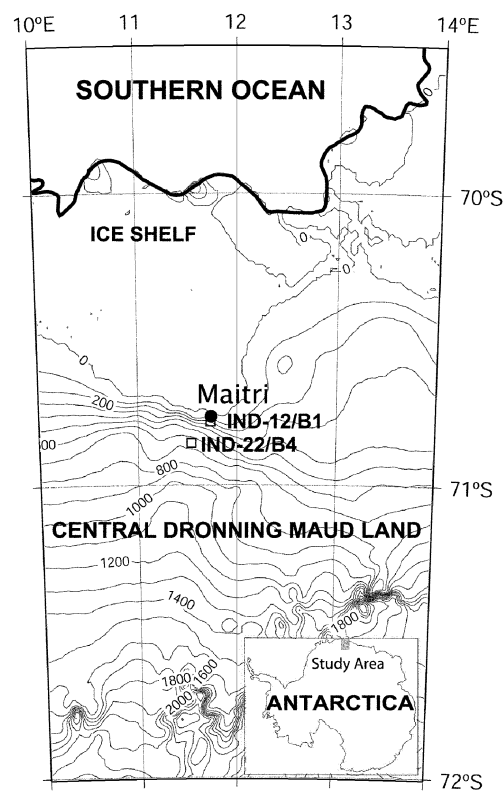 10°E 11 12 13 14°E
SOUTHERN OCEAN
0
70°S
ICE SHELF
0
0
0
Maitri
200
IND-12/B1
00
IND-22/B4
800
71°S
1000
CENTRAL DRONNING MAUD LAND
1200
1400
1800
Study Area
1800
1600
2000
ANTARCTICA
72°S